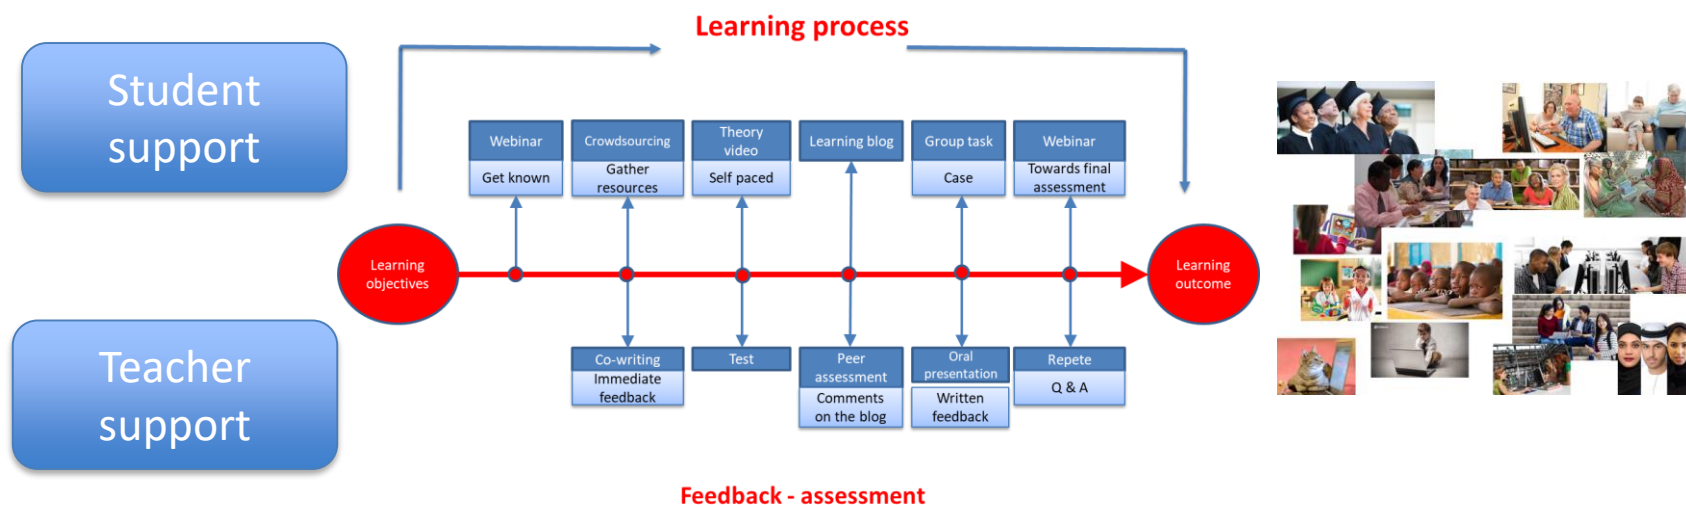 Learning process
Student
support
Webinar
Get known
Crowdsourcing
Gather
resources
Theory
video
Self paced
Learning blog
Group task
Case
Webinar
Towards final
assessment
Learning
objectives
Learning
outcome
Teacher
support
Co-writing
Immediate
feedback
Test
Peer
assessment
Comments
on the blog
Oral
presentation
Written
feedback
Repete
Q & A
Feedback - assessment